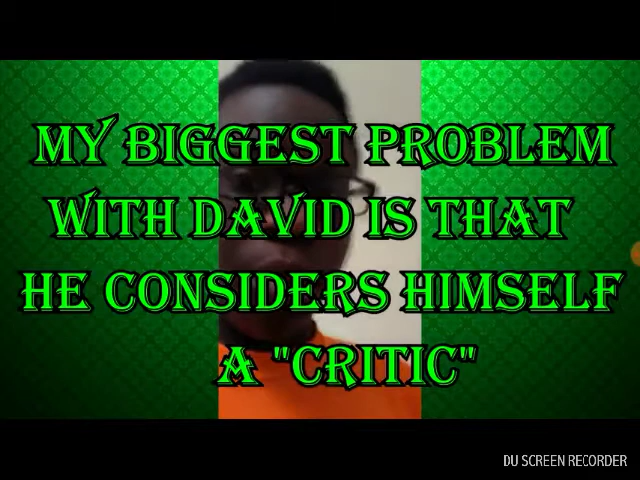 MY BIGGEST PROBLEM
WITH DAVID IS THAT
HE CONSIDERS HIMSELF
A "CRITIC"
DU SCREEN RECORDER